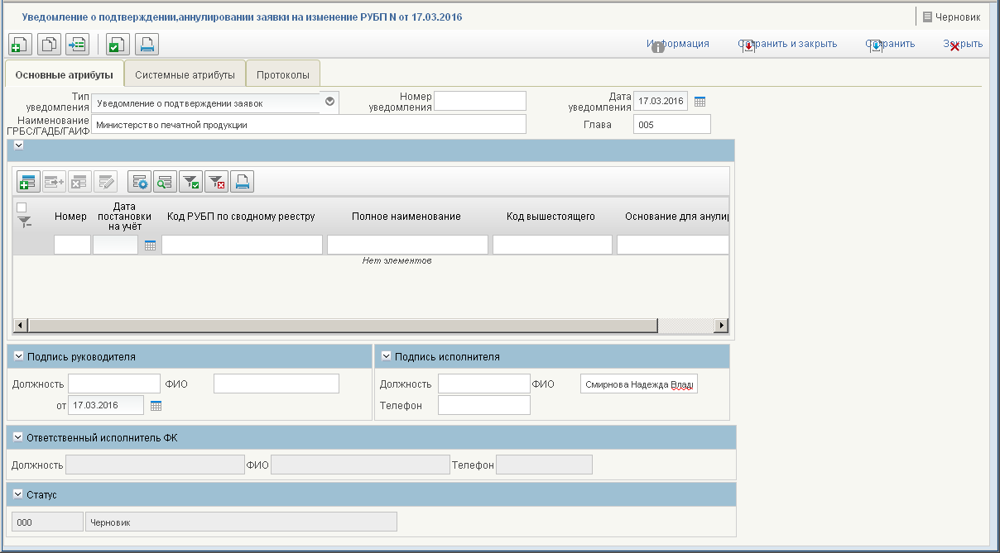 Уведомление о подтверждении,аннулировании заявки на изменение РУБП N от 17.03.2016
Черновик
Информация Сохранить и закрыть Сохранить Закрыть
Основные атрибуты Системные атрибуты Протоколы
Тип уведомления Уведомление о подтверждении заявок Номер уведомления Дата уведомления 17.03.2016
Наименование ГРБС/ГАДБ/ГАИФ Министерство печатной продукции Глава 005
Номер Дата постановки на учёт Код РУБП по сводному реестру Полное наименование Код вышестоящего Основание для анулир
Нет элементов
Подпись руководителя Подпись исполнителя
Должность ФИО Должность ФИО Смирнова Надежда Влади
от 17.03.2016 Телефон
Ответственный исполнитель ФК
Должность ФИО Телефон
Статус
000 Черновик